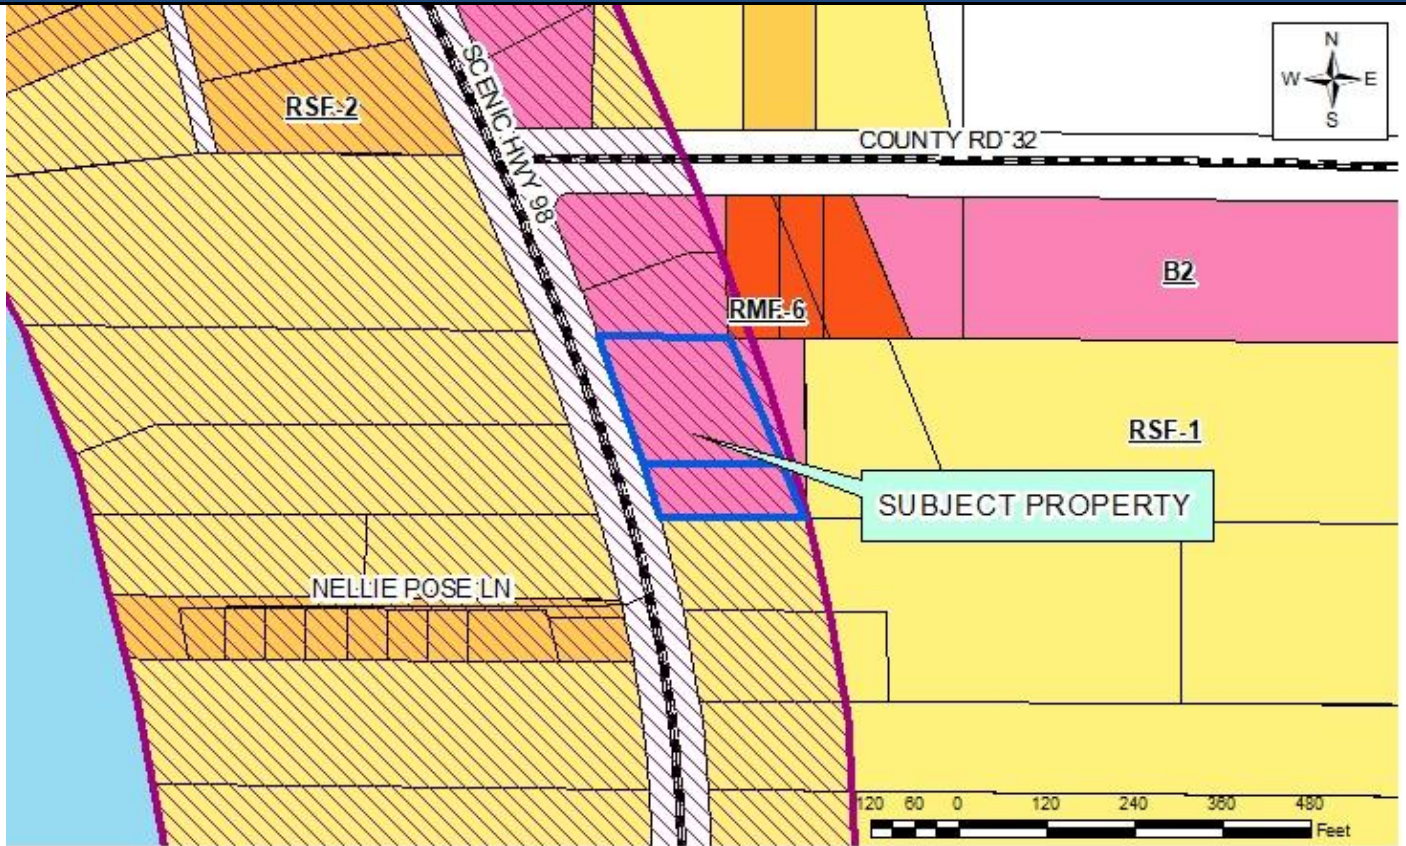 N
W E
S
SCENIC HWY 98
RSF-2
COUNTY RD 32
B2
RMF-6
RSF-1
SUBJECT PROPERTY
NELLIE POSE LN
120 60 0 120 240 360 480
Feet